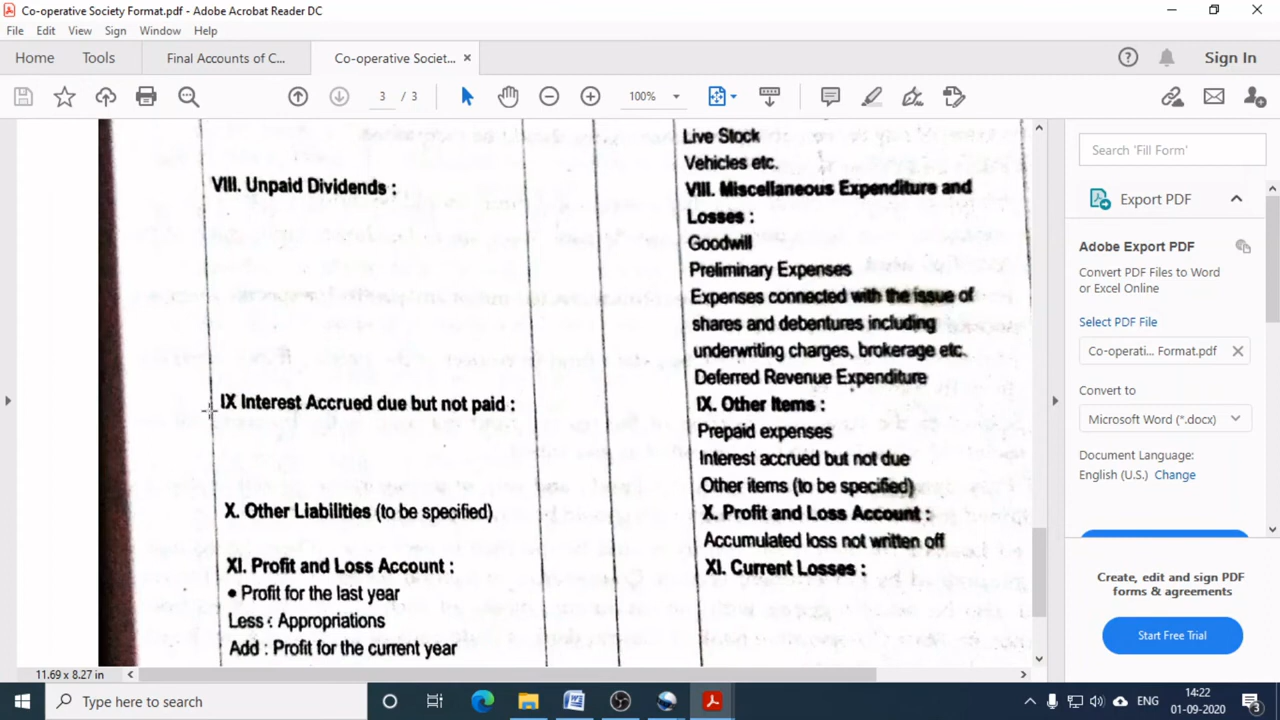 Co-operative Society Format.pdf - Adobe Acrobat Reader DC
File Edit View Sign Window Help
Home Tools Final Accounts of C... Co-operative Societ... × Sign In
3 / 3 100%
Live Stock
Vehicles etc.
VIII. Unpaid Dividends :
VIII. Miscellaneous Expenditure and
Losses :
Goodwill
Preliminary Expenses
Expenses connected with the issue of
shares and debentures including
underwriting charges, brokerage etc.
Deferred Revenue Expenditure
IX Interest Accrued due but not paid :
IX. Other Items :
Prepaid expenses
Interest accrued but not due
Other items (to be specified)
X. Other Liabilities (to be specified)
X. Profit and Loss Account :
Accumulated loss not written off
XI. Profit and Loss Account :
XI. Current Losses :
• Profit for the last year
Less : Appropriations
Add : Profit for the current year
11.69 x 8.27 in
Search 'Fill Form'
Export PDF
Adobe Export PDF
Convert PDF Files to Word
or Excel Online
Select PDF File
Co-operati... Format.pdf
Convert to
Microsoft Word (*.docx)
Document Language:
English (U.S.) Change
Create, edit and sign PDF
forms & agreements
Start Free Trial
Type here to search
ENG
14:22
01-09-2020
3